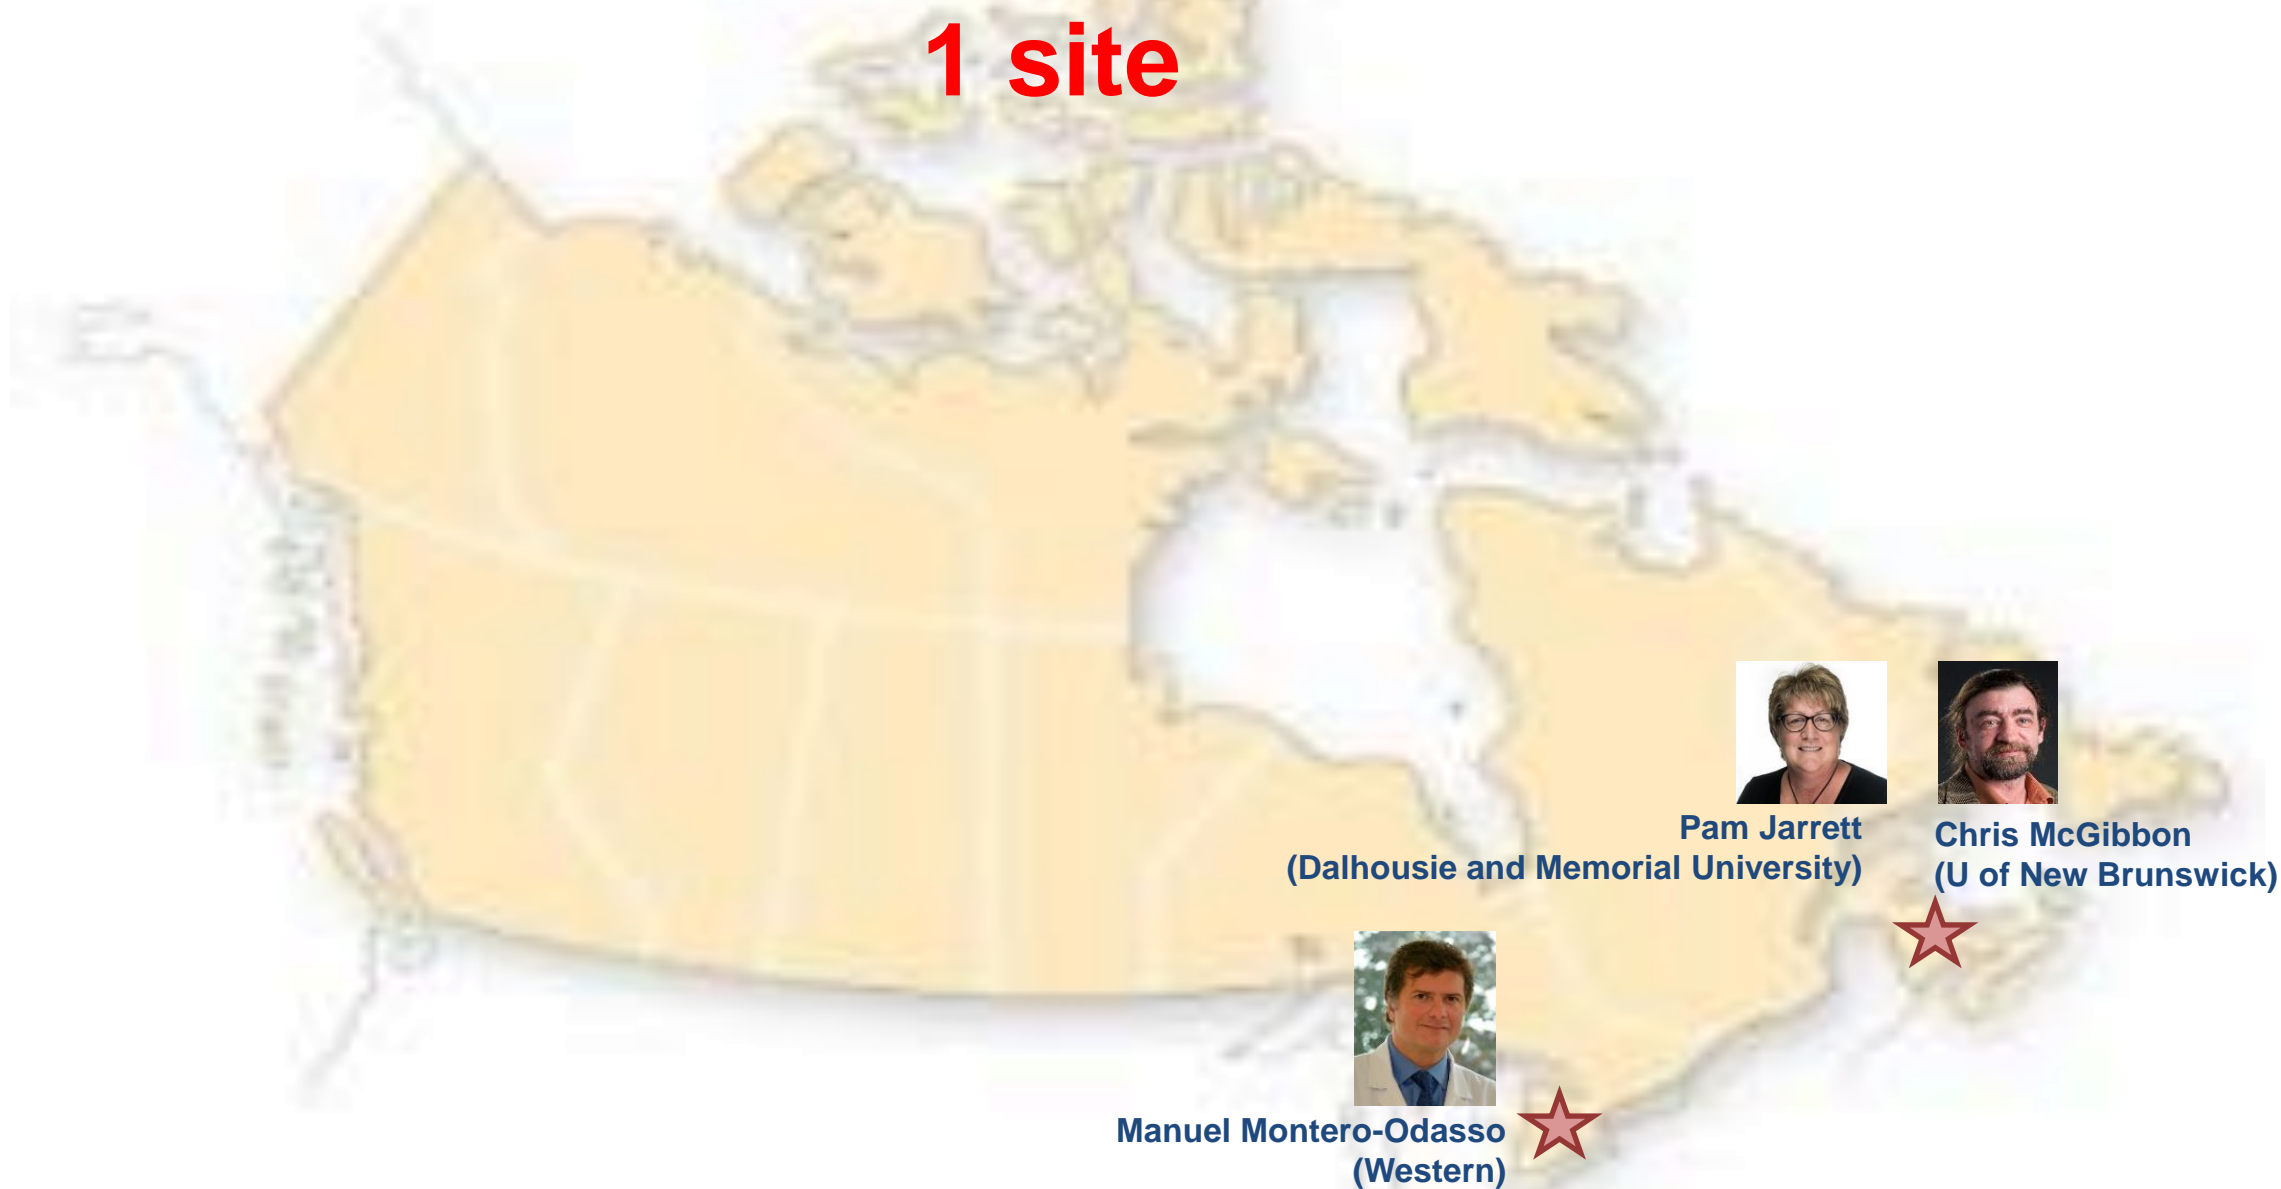 1 site
Pam Jarrett
(Dalhousie and Memorial University)
Chris McGibbon
(U of New Brunswick)
Manuel Montero-Odasso
(Western)